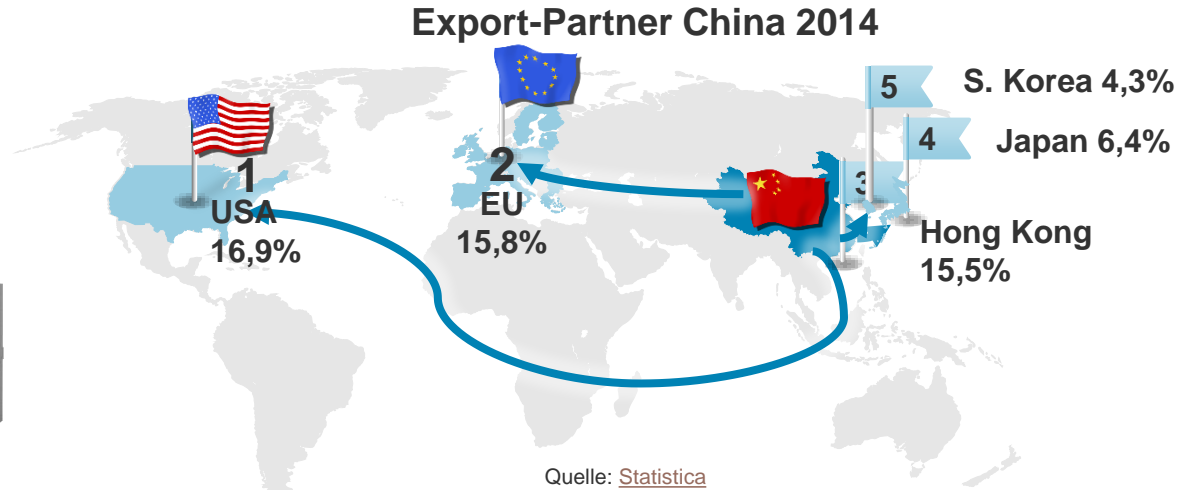 Export-Partner China 2014
5
S. Korea 4,3%
4
Japan 6,4%
3
Hong Kong
15,5%
1
USA
16,9%
2
EU
15,8%
Quelle: Statistica